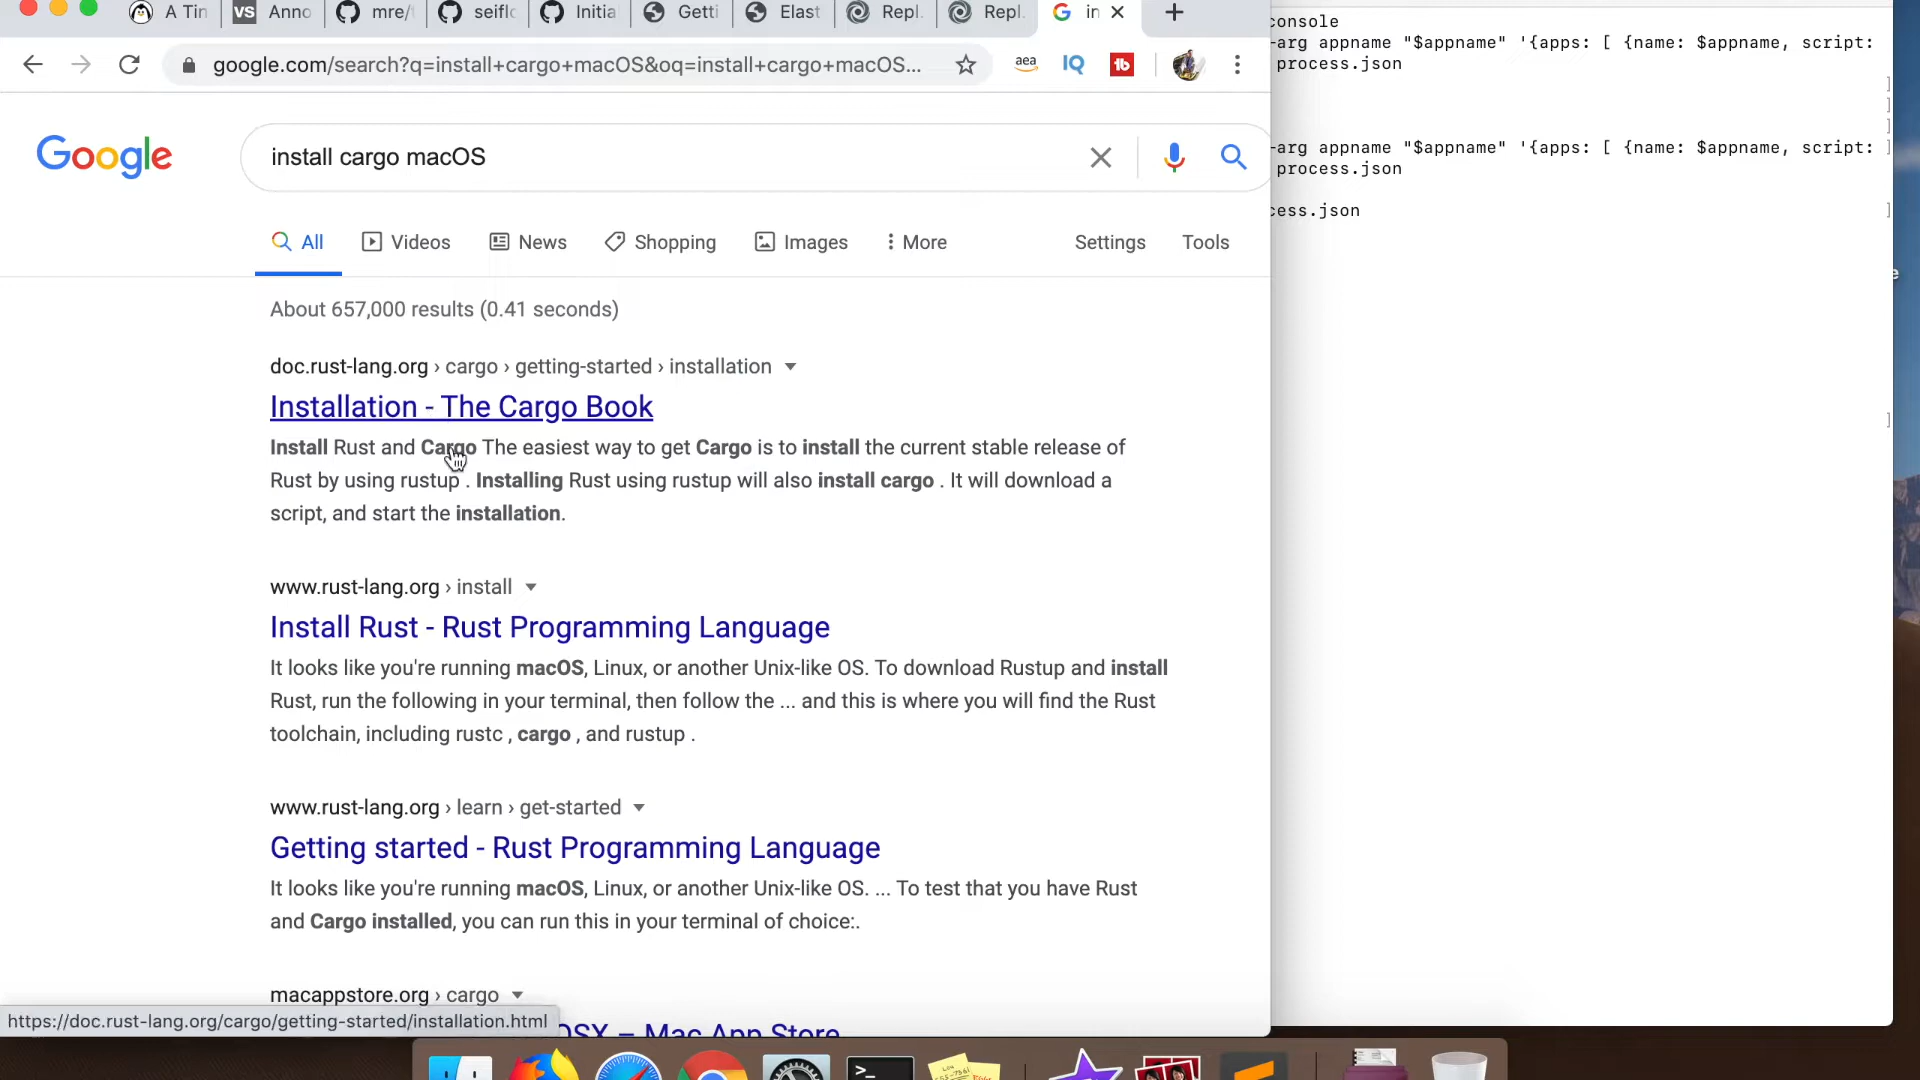 A Tin
VS Anno
mre/
seiflo
Initia
Getti
Elast
Repl.
Repl.
G in
google.com/search?q=install+cargo+macOS&oq=install+cargo+macOS...
aea
IQ
tb
Google
install cargo macOS
All
Videos
News
Shopping
Images
More
Settings
Tools
About 657,000 results (0.41 seconds)
doc.rust-lang.org › cargo › getting-started › installation
Installation - The Cargo Book
Install Rust and Cargo The easiest way to get Cargo is to install the current stable release of
Rust by using rustup . Installing Rust using rustup will also install cargo . It will download a
script, and start the installation.
www.rust-lang.org › install
Install Rust - Rust Programming Language
It looks like you're running macOS, Linux, or another Unix-like OS. To download Rustup and install
Rust, run the following in your terminal, then follow the ... and this is where you will find the Rust
toolchain, including rustc , cargo , and rustup .
www.rust-lang.org › learn › get-started
Getting started - Rust Programming Language
It looks like you're running macOS, Linux, or another Unix-like OS. ... To test that you have Rust
and Cargo installed, you can run this in your terminal of choice:.
macappstore.org › cargo
OSX – Mac App Store
https://doc.rust-lang.org/cargo/getting-started/installation.html
console
-arg appname "$appname" '{apps: [ {name: $appname, script:
process.json
]
]
]
-arg appname "$appname" '{apps: [ {name: $appname, script: ]
process.json
cess.json ]
]
e
>_